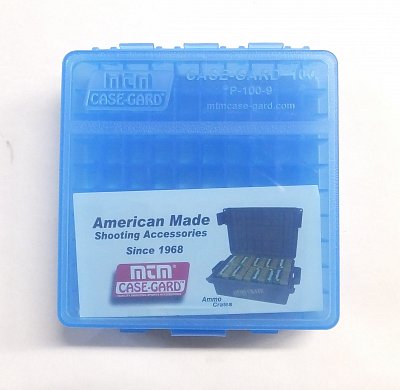 mtm
CASE-GARD
CASE-GARD 100
P-100-9
mtmcase-gard.com
American Made
Shooting Accessories
Since 1968
mtm
CASE-GARD
Ammo
Crates